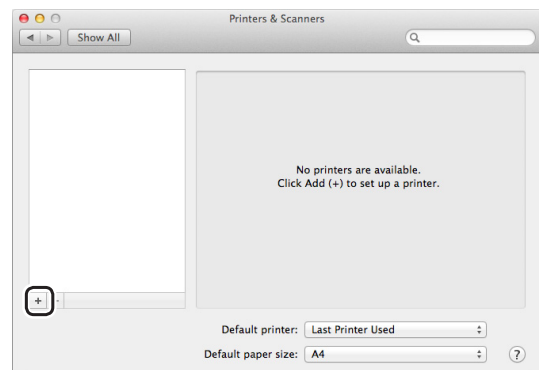 Printers & Scanners
Show All
No printers are available.
Click Add (+) to set up a printer.
+ -
Default printer: Last Printer Used
Default paper size: A4 ?